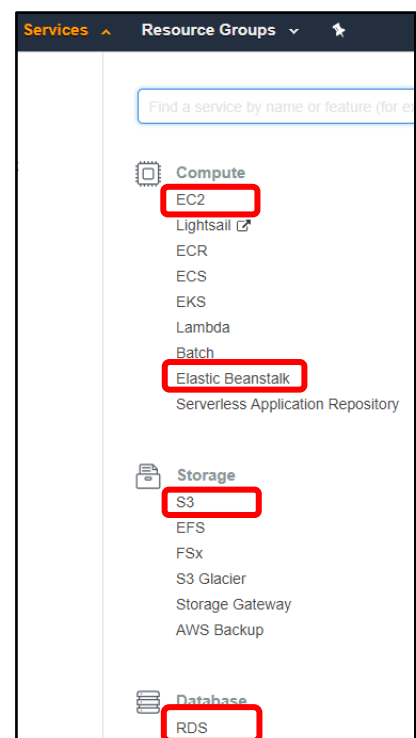 Services Resource Groups
Find a service by name or feature (for e
Compute
EC2
Lightsail
ECR
ECS
EKS
Lambda
Batch
Elastic Beanstalk
Serverless Application Repository
Storage
S3
EFS
FSx
S3 Glacier
Storage Gateway
AWS Backup
Database
RDS